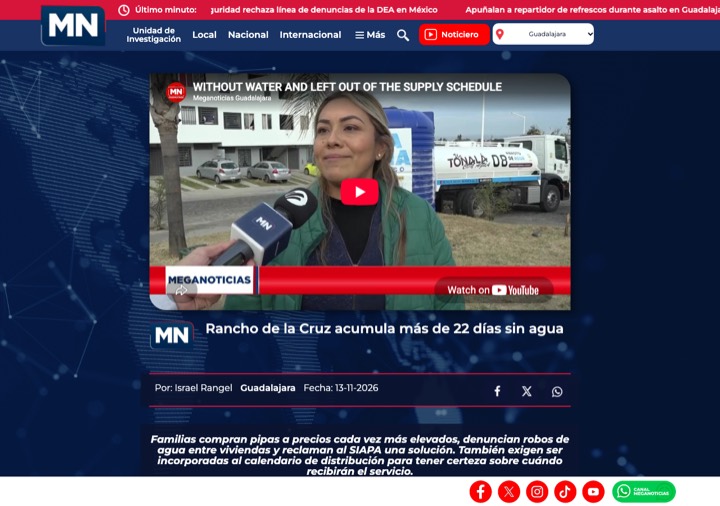 MN
Último minuto:
guridad rechaza línea de denuncias de la DEA en México
Apuñalan a repartidor de refrescos durante asalto en Guadalaja
Unidad de
Investigación
Local
Nacional
Internacional
Más
Noticiero
Guadalajara
MN
WITHOUT WATER AND LEFT OUT OF THE SUPPLY SCHEDULE
Meganoticias Guadalajara
TONALA DB
MN
MEGANOTICIAS
Watch on YouTube
MN
Rancho de la Cruz acumula más de 22 días sin agua
Por: Israel Rangel Guadalajara Fecha: 13-11-2026
Familias compran pipas a precios cada vez más elevados, denuncian robos de
agua entre viviendas y reclaman al SIAPA una solución. También exigen ser
incorporadas al calendario de distribución para tener certeza sobre cuándo
recibirán el servicio.
CANAL
MEGANOTICIAS